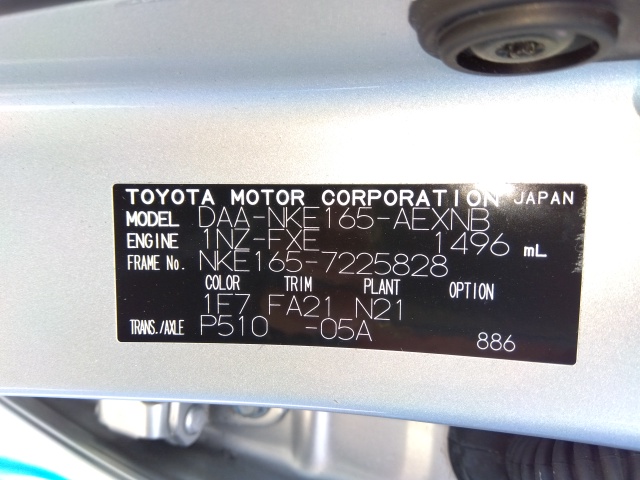 TOYOTA MOTOR CORPORATION JAPAN
MODEL DAA-NKE165-AEXNB
ENGINE 1NZ-FXE 1496 mL
FRAME No. NKE165-7225828
COLOR TRIM PLANT OPTION
1F7 FA21 N21
TRANS./AXLE P510 -05A
886